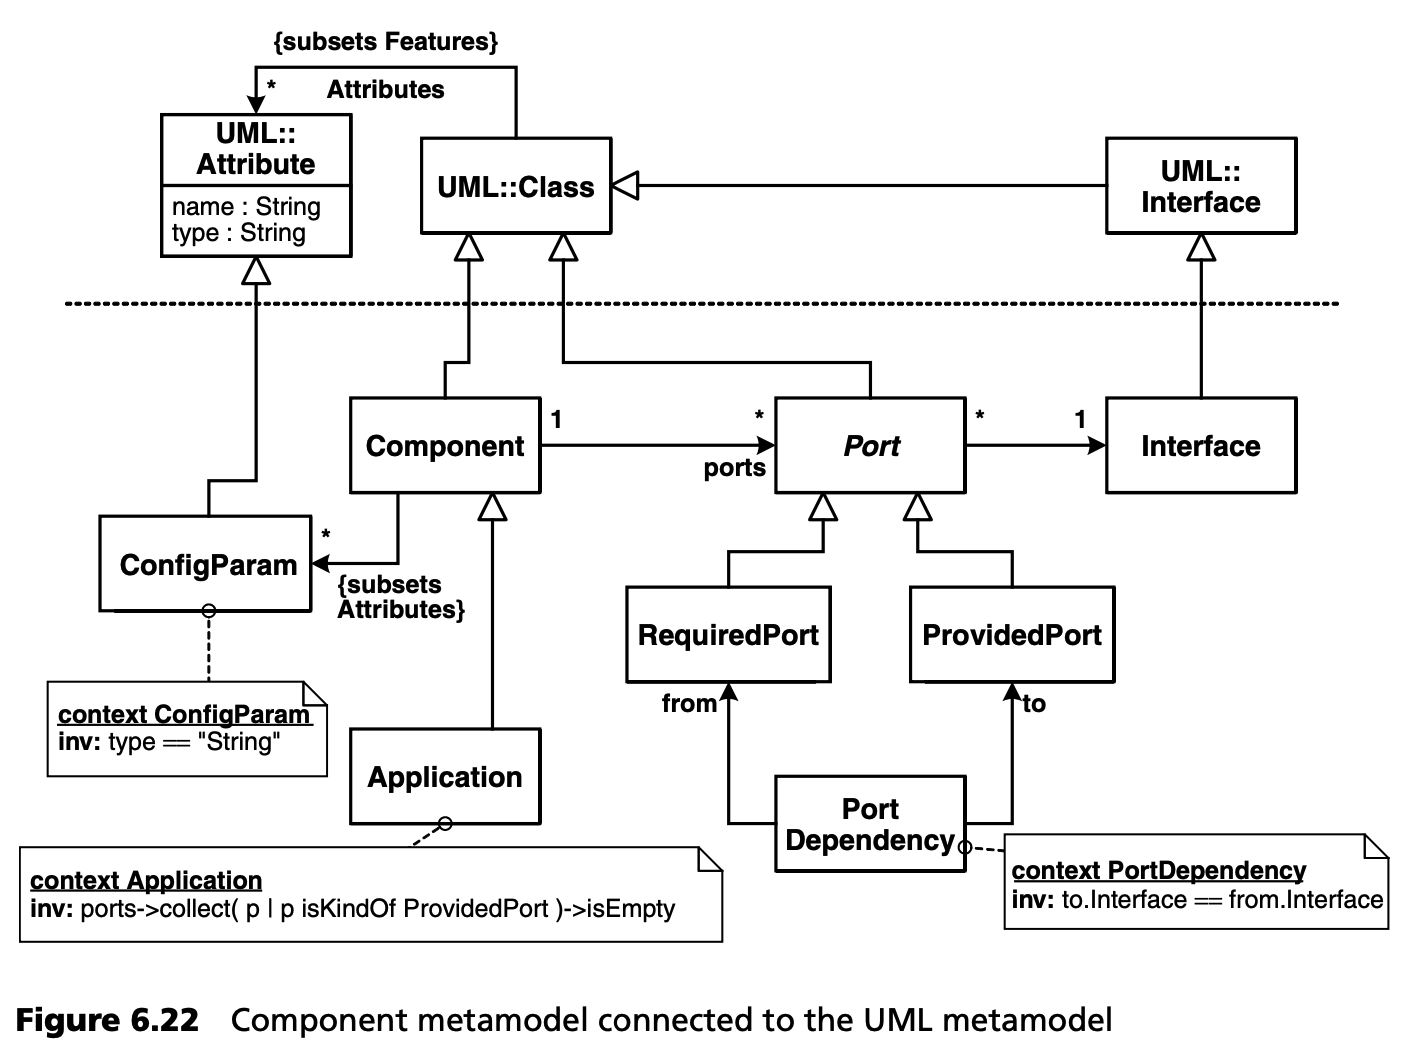 {subsets Features}
*
Attributes
UML::
Attribute
name : String
type : String
UML::Class
UML::
Interface
Component
1
*
ports
Port
*
1
Interface
ConfigParam
*
{subsets
Attributes}
RequiredPort
ProvidedPort
context ConfigParam
inv: type == "String"
from
to
Application
Port
Dependency
context PortDependency
inv: to.Interface == from.Interface
context Application
inv: ports->collect( p | p isKindOf ProvidedPort )->isEmpty
Figure 6.22 Component metamodel connected to the UML metamodel